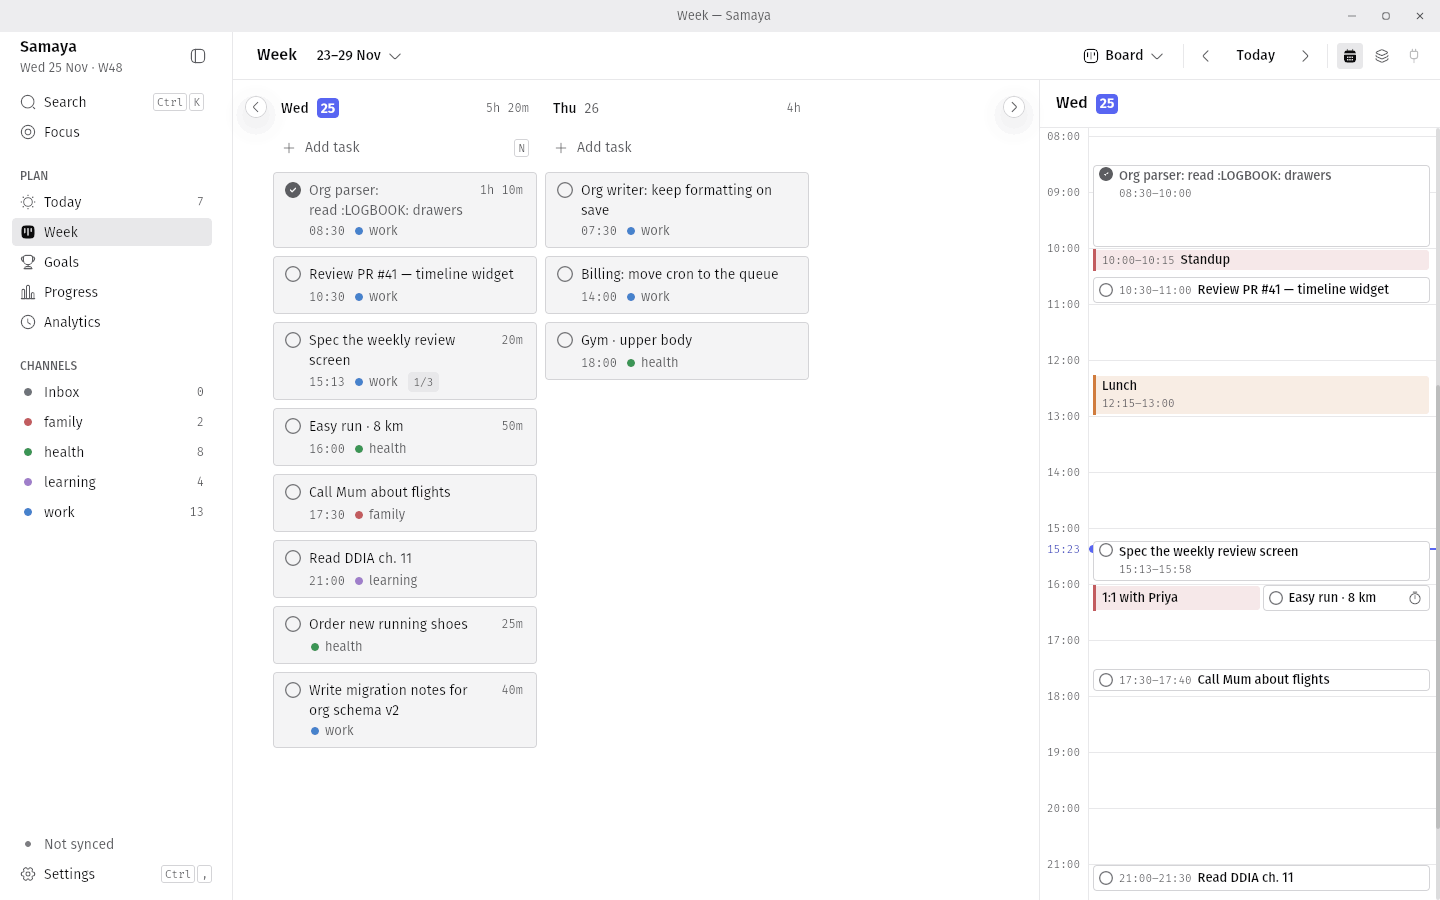 Week — Samaya
Samaya
Wed 25 Nov · W48
Search Ctrl K
Focus
PLAN
Today 7
Week
Goals
Progress
Analytics
CHANNELS
Inbox 0
family 2
health 8
learning 4
work 13
Not synced
Settings Ctrl ,
Week 23–29 Nov
Board Today
Wed 25 5h 20m
Add task N
Org parser: 1h 10m
read :LOGBOOK: drawers
08:30 work
Review PR #41 — timeline widget
10:30 work
Spec the weekly review 20m
screen
15:13 work 1/3
Easy run · 8 km 50m
16:00 health
Call Mum about flights
17:30 family
Read DDIA ch. 11
21:00 learning
Order new running shoes 25m
health
Write migration notes for 40m
org schema v2
work
Thu 26 4h
Add task
Org writer: keep formatting on
save
07:30 work
Billing: move cron to the queue
14:00 work
Gym · upper body
18:00 health
Wed 25
08:00
Org parser: read :LOGBOOK: drawers
09:00 08:30–10:00
10:00
10:00–10:15 Standup
10:30–11:00 Review PR #41 — timeline widget
11:00
12:00
Lunch
12:15–13:00
13:00
14:00
15:00
15:23 Spec the weekly review screen
15:13–15:58
16:00
1:1 with Priya Easy run · 8 km
17:00
17:30–17:40 Call Mum about flights
18:00
19:00
20:00
21:00
21:00–21:30 Read DDIA ch. 11